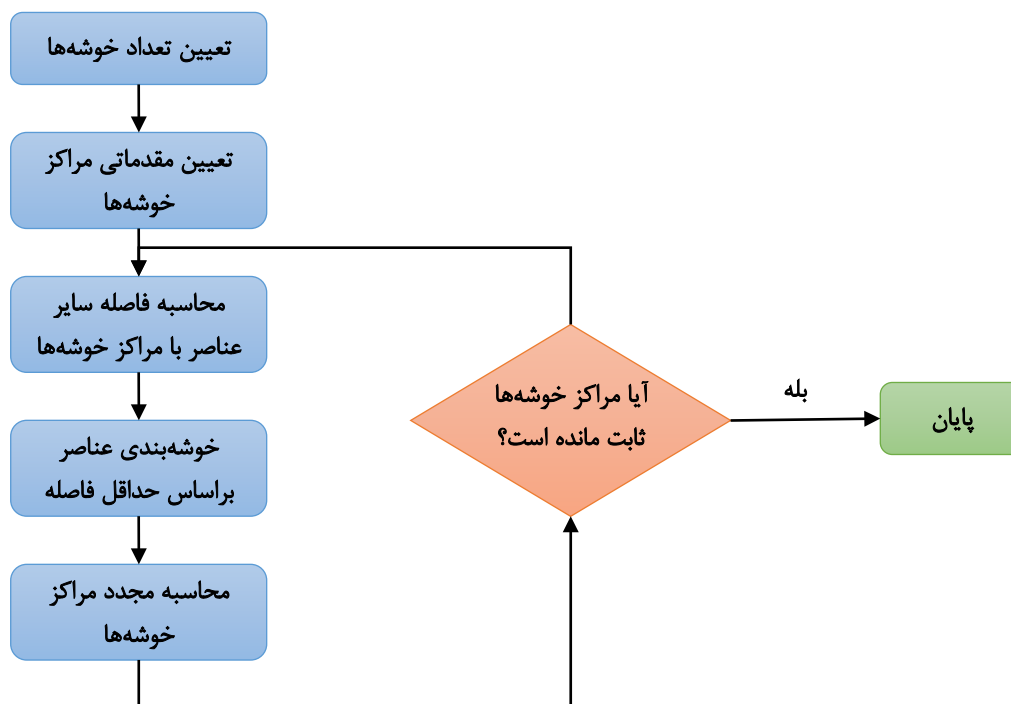 تعیین تعداد خوشه‌ها
تعیین مقدماتی مراکز
خوشه‌ها
محاسبه فاصله سایر
عناصر با مراکز خوشه‌ها
خوشه‌بندی عناصر
براساس حداقل فاصله
محاسبه مجدد مراکز
خوشه‌ها
آیا مراکز خوشه‌ها
ثابت مانده است؟
بله
پایان